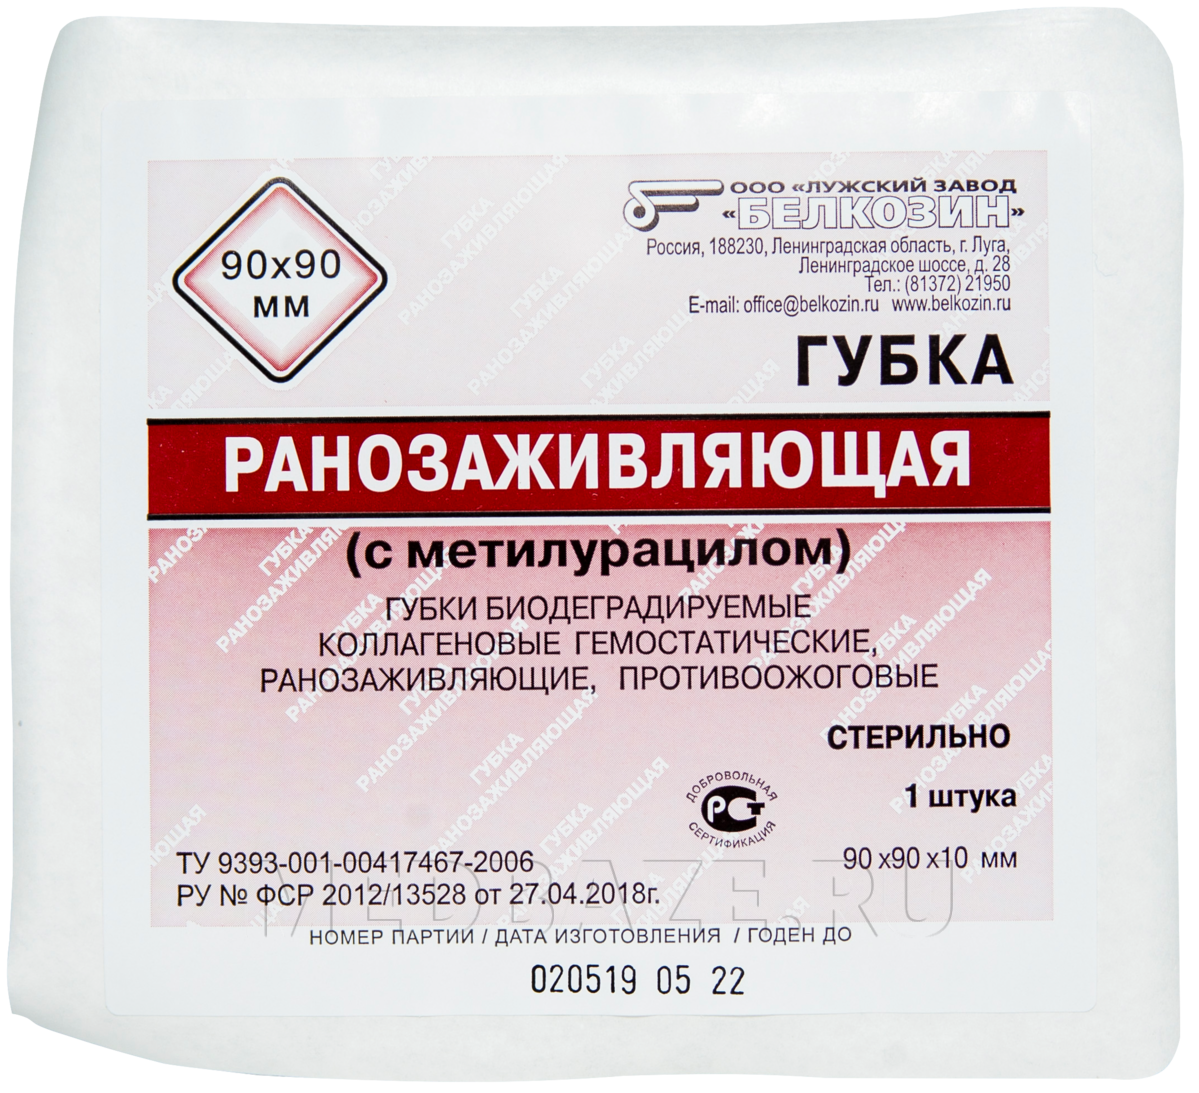 90х90
мм
ООО «ЛУЖСКИЙ ЗАВОД
«БЕЛКОЗИН»
Россия, 188230, Ленинградская область, г. Луга,
Ленинградское шоссе, д. 28
Тел.: (81372) 21950
E-mail: office@belkozin.ru www.belkozin.ru
ГУБКА
РАНОЗАЖИВЛЯЮЩАЯ
(с метилурацилом)
ГУБКИ БИОДЕГРАДИРУЕМЫЕ
КОЛЛАГЕНОВЫЕ ГЕМОСТАТИЧЕСКИЕ,
РАНОЗАЖИВЛЯЮЩИЕ, ПРОТИВООЖОГОВЫЕ
СТЕРИЛЬНО
ДОБРОВОЛЬНАЯ
РСТ
СЕРТИФИКАЦИЯ
1 штука
90 х90 х10 мм
ТУ 9393-001-00417467-2006
РУ № ФСР 2012/13528 от 27.04.2018г.
MEDBAZE.RU
НОМЕР ПАРТИИ / ДАТА ИЗГОТОВЛЕНИЯ / ГОДЕН ДО
020519 05 22